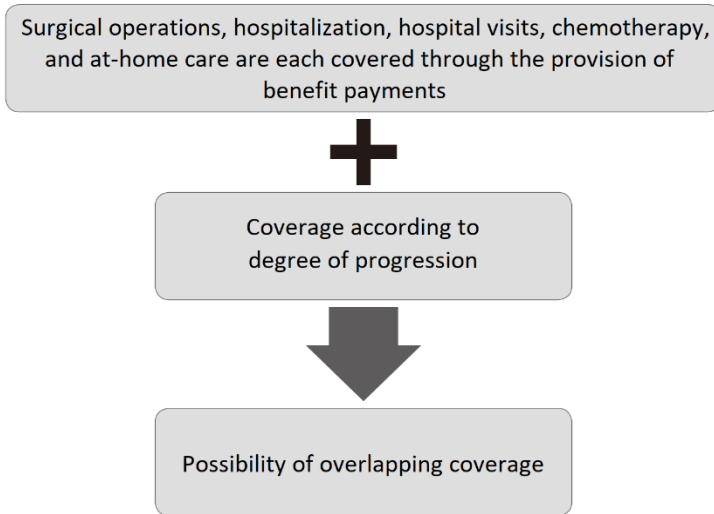 Surgical operations, hospitalization, hospital visits, chemotherapy,
and at-home care are each covered through the provision of
benefit payments
Coverage according to
degree of progression
Possibility of overlapping coverage